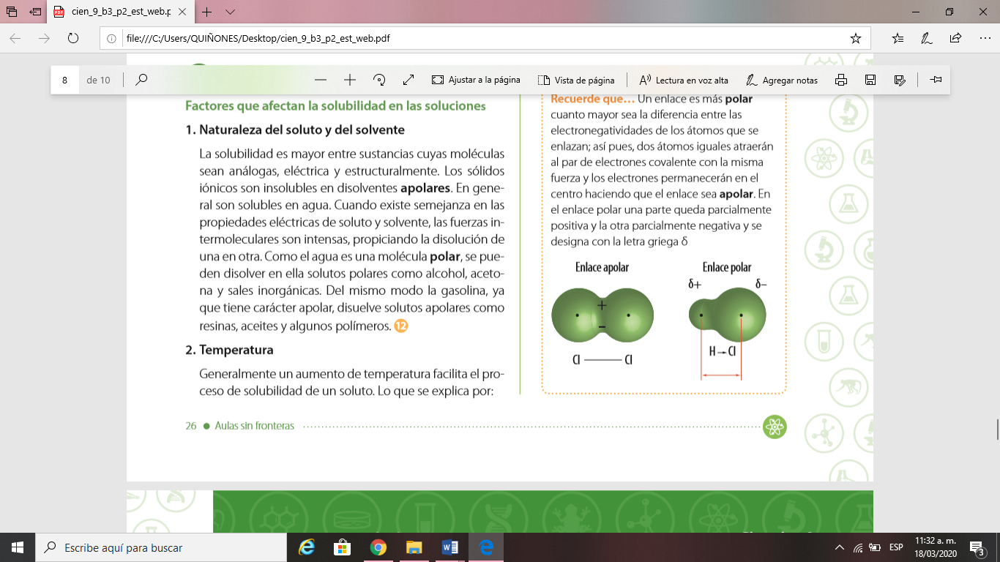 cien_9_b3_p2_est_web.p
file:///C:/Users/QUIÑONES/Desktop/cien_9_b3_p2_est_web.pdf
8 de 10 Ajustar a la página Vista de página Lectura en voz alta Agregar notas
Factores que afectan la solubilidad en las soluciones
1. Naturaleza del soluto y del solvente
La solubilidad es mayor entre sustancias cuyas moléculas
sean análogas, eléctrica y estructuralmente. Los sólidos
iónicos son insolubles en disolventes apolares. En gene-
ral son solubles en agua. Cuando existe semejanza en las
propiedades eléctricas de soluto y solvente, las fuerzas in-
termoleculares son intensas, propiciando la disolución de
una en otra. Como el agua es una molécula polar, se pue-
den disolver en ella solutos polares como alcohol, aceto-
na y sales inorgánicas. Del mismo modo la gasolina, ya
que tiene carácter apolar, disuelve solutos apolares como
resinas, aceites y algunos polímeros. 12
2. Temperatura
Generalmente un aumento de temperatura facilita el pro-
ceso de solubilidad de un soluto. Lo que se explica por:
Recuerde que… Un enlace es más polar
cuanto mayor sea la diferencia entre las
electronegatividades de los átomos que se
enlazan; así pues, dos átomos iguales atraerán
al par de electrones covalente con la misma
fuerza y los electrones permanecerán en el
centro haciendo que el enlace sea apolar. En
el enlace polar una parte queda parcialmente
positiva y la otra parcialmente negativa y se
designa con la letra griega δ
Enlace apolar Enlace polar
δ+ δ–
+
-
H→Cl
Cl —— Cl
26 ● Aulas sin fronteras
Escribe aquí para buscar
ESP
11:32 a. m.
18/03/2020
3